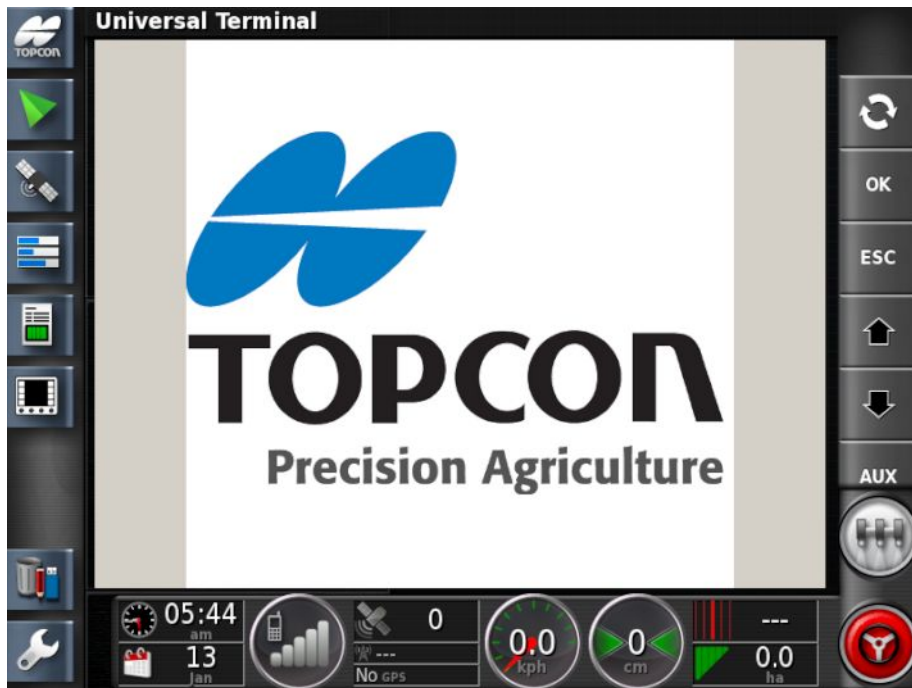 TOPCON
Universal Terminal
TOPCON
Precision Agriculture
OK
ESC
AUX
05:44
am
13
Jan
0
---
No GPS
0.0
kph
0
cm
---
0.0
ha